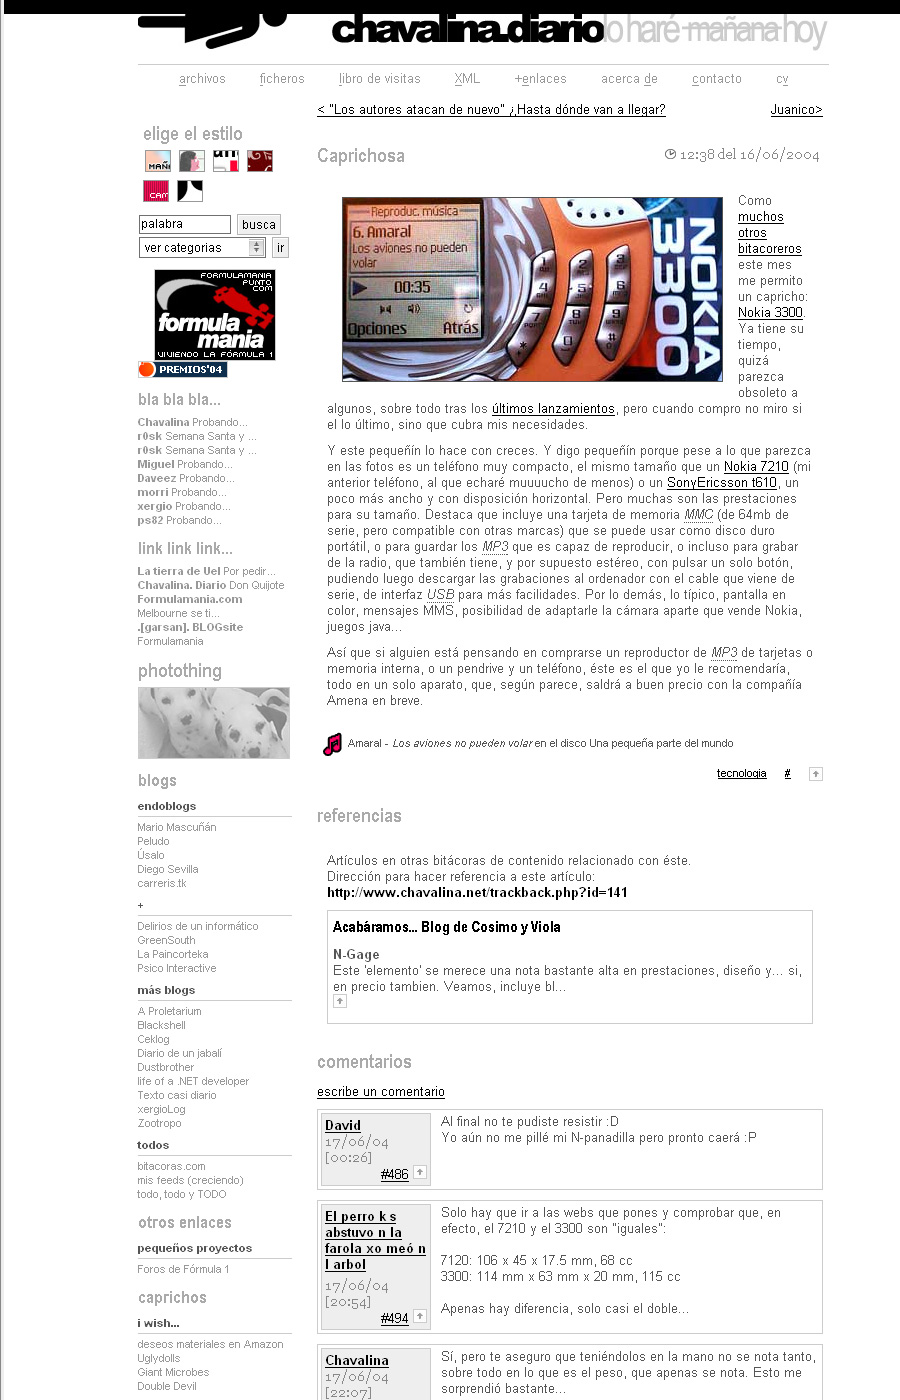 chavalina.diario lo haré mañana hoy
archivos ficheros libro de visitas XML +enlaces acerca de contacto cv
< "Los autores atacan de nuevo" ¿Hasta dónde van a llegar? Juanico>
elige el estilo
MAÑ
CAM
palabra busca
ver categorias ir
FORMULAMANIA
PUNTO
COM
formula
mania
VIVIENDO LA FÓRMULA 1
PREMIOS'04
bla bla bla...
Chavalina Probando...
r0sk Semana Santa y ...
r0sk Semana Santa y ...
Miguel Probando...
Daveez Probando...
morri Probando...
xergio Probando...
ps82 Probando...
link link link...
La tierra de Uel Por pedir...
Chavalina. Diario Don Quijote
Formulamania.com
Melbourne se ti...
.[garsan]. BLOGsite
Formulamania
photothing
blogs
endoblogs
Mario Mascuñán
Peludo
Úsalo
Diego Sevilla
carreris.tk
+
Delirios de un informático
GreenSouth
La Paincorteka
Psico Interactive
más blogs
A Proletarium
Blackshell
Ceklog
Diario de un jabalí
Dustbrother
life of a .NET developer
Texto casi diario
xergioLog
Zootropo
todos
bitacoras.com
mis feeds (creciendo)
todo, todo y TODO
otros enlaces
pequeños proyectos
Foros de Fórmula 1
caprichos
i wish...
deseos materiales en Amazon
Uglydolls
Giant Microbes
Double Devil
Caprichosa 12:38 del 16/06/2004
Reproduc. música
6. Amaral
Los aviones no pueden
volar
00:35
Opciones Atrás
NOKIA
3300
Como
muchos
otros
bitacoreros
este mes
me permito
un capricho:
Nokia 3300.
Ya tiene su
tiempo,
quizá
parezca
obsoleto a
algunos, sobre todo tras los últimos lanzamientos, pero cuando compro no miro si
el lo último, sino que cubra mis necesidades.
Y este pequeñín lo hace con creces. Y digo pequeñín porque pese a lo que parezca
en las fotos es un teléfono muy compacto, el mismo tamaño que un Nokia 7210 (mi
anterior teléfono, al que echaré muuuucho de menos) o un SonyEricsson t610, un
poco más ancho y con disposición horizontal. Pero muchas son las prestaciones
para su tamaño. Destaca que incluye una tarjeta de memoria MMC (de 64mb de
serie, pero compatible con otras marcas) que se puede usar como disco duro
portátil, o para guardar los MP3 que es capaz de reproducir, o incluso para grabar
de la radio, que también tiene, y por supuesto estéreo, con pulsar un solo botón,
pudiendo luego descargar las grabaciones al ordenador con el cable que viene de
serie, de interfaz USB para más facilidades. Por lo demás, lo típico, pantalla en
color, mensajes MMS, posibilidad de adaptarle la cámara aparte que vende Nokia,
juegos java...
Así que si alguien está pensando en comprarse un reproductor de MP3 de tarjetas o
memoria interna, o un pendrive y un teléfono, éste es el que yo le recomendaría,
todo en un solo aparato, que, según parece, saldrá a buen precio con la compañía
Amena en breve.
Amaral - Los aviones no pueden volar en el disco Una pequeña parte del mundo
tecnologia #
referencias
Artículos en otras bitácoras de contenido relacionado con éste.
Dirección para hacer referencia a este artículo:
http://www.chavalina.net/trackback.php?id=141
Acabáramos... Blog de Cosimo y Viola
N-Gage
Este 'elemento' se merece una nota bastante alta en prestaciones, diseño y... si,
en precio tambien. Veamos, incluye bl...
comentarios
escribe un comentario
David
17/06/04
[00:26]
#486
Al final no te pudiste resistir :D
Yo aún no me pillé mi N-panadilla pero pronto caerá :P
El perro k s
abstuvo n la
farola xo meó n
l arbol
17/06/04
[20:54]
#494
Solo hay que ir a las webs que pones y comprobar que, en
efecto, el 7210 y el 3300 son "iguales":
7120: 106 x 45 x 17.5 mm, 68 cc
3300: 114 mm x 63 mm x 20 mm, 115 cc
Apenas hay diferencia, solo casi el doble...
Chavalina
17/06/04
[22:07]
Sí, pero te aseguro que teniéndolos en la mano no se nota tanto,
sobre todo en lo que es el peso, que apenas se nota. Esto me
sorprendió bastante...